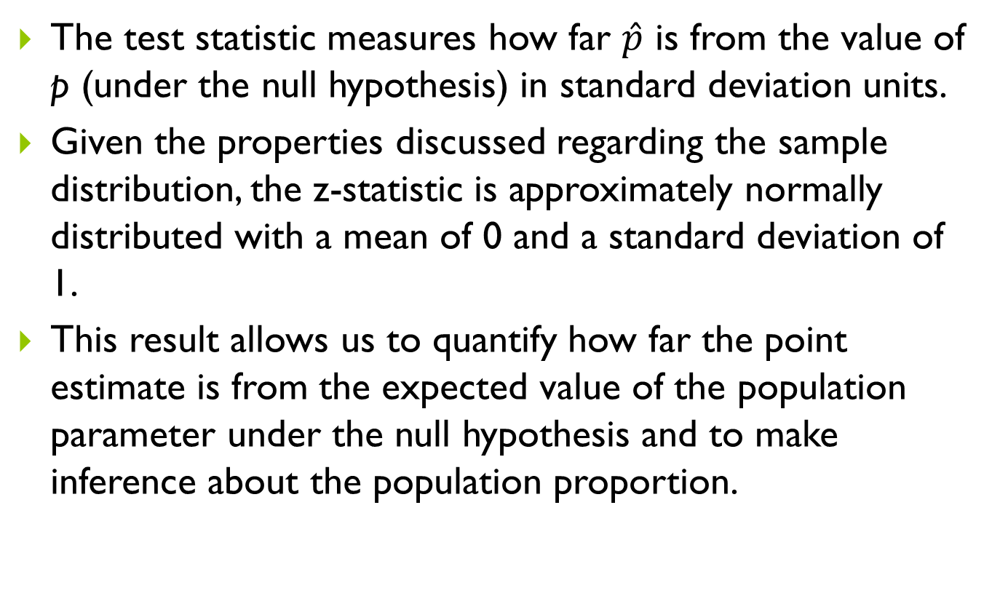 The test statistic measures how far p̂ is from the value of
p (under the null hypothesis) in standard deviation units.
Given the properties discussed regarding the sample
distribution, the z-statistic is approximately normally
distributed with a mean of 0 and a standard deviation of
1.
This result allows us to quantify how far the point
estimate is from the expected value of the population
parameter under the null hypothesis and to make
inference about the population proportion.